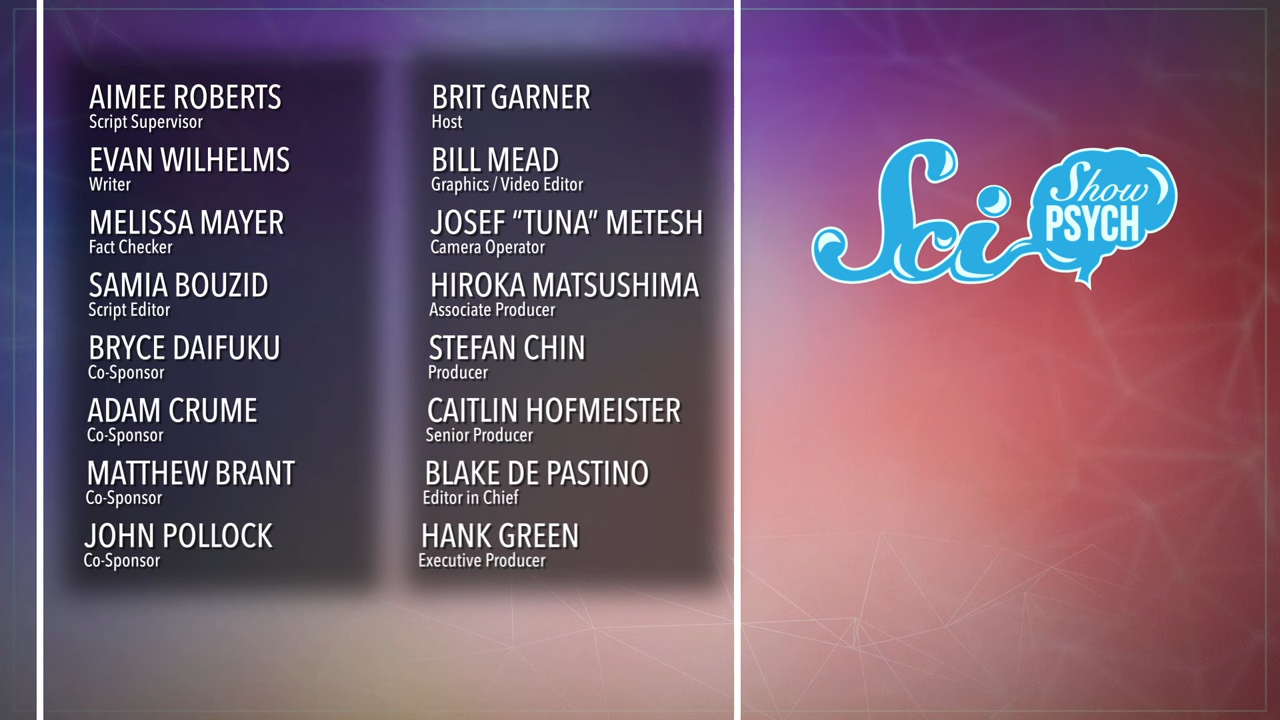 AIMEE ROBERTS
Script Supervisor
EVAN WILHELMS
Writer
MELISSA MAYER
Fact Checker
SAMIA BOUZID
Script Editor
BRYCE DAIFUKU
Co-Sponsor
ADAM CRUME
Co-Sponsor
MATTHEW BRANT
Co-Sponsor
JOHN POLLOCK
Co-Sponsor
BRIT GARNER
Host
BILL MEAD
Graphics / Video Editor
JOSEF “TUNA” METESH
Camera Operator
HIROKA MATSUSHIMA
Associate Producer
STEFAN CHIN
Producer
CAITLIN HOFMEISTER
Senior Producer
BLAKE DE PASTINO
Editor in Chief
HANK GREEN
Executive Producer
Sci Show
PSYCH